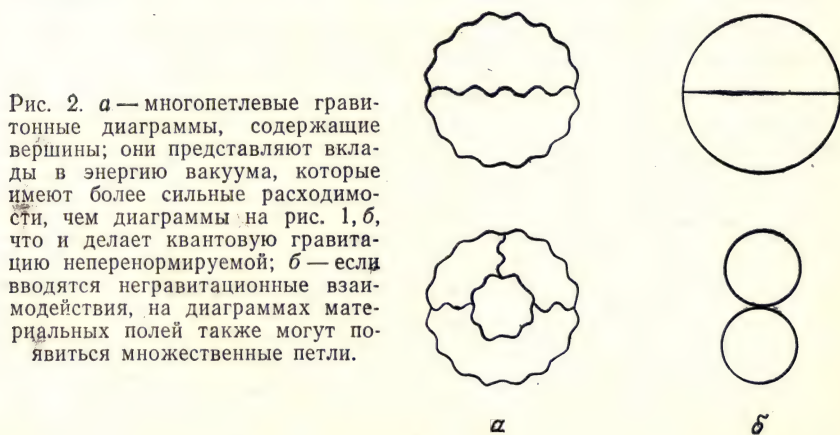 Рис. 2. а — многопетлевые грави-
тонные диаграммы, содержащие
вершины; они представляют вкла-
ды в энергию вакуума, которые
имеют более сильные расходимо-
сти, чем диаграммы на рис. 1, б,
что и делает квантовую гравита-
цию неперенормируемой; б — если
вводятся негравитационные взаи-
модействия, на диаграммах мате-
риальных полей также могут по-
явиться множественные петли.
а б